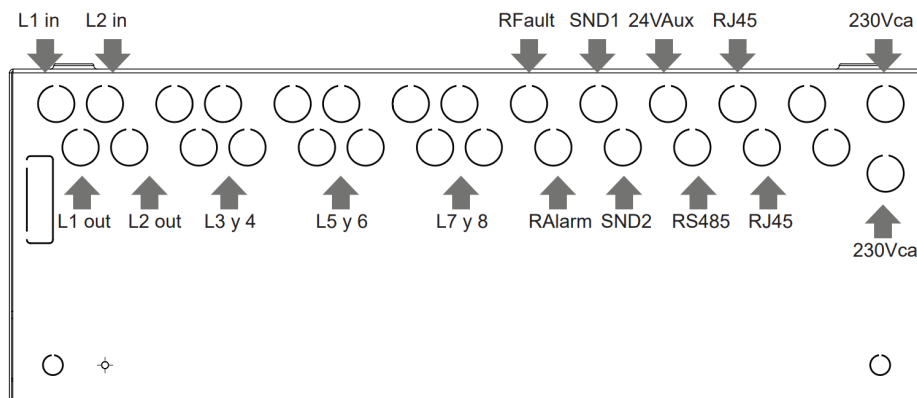 L1 in L2 in RFault SND1 24VAux RJ45 230Vca
L1 out L2 out L3 y 4 L5 y 6 L7 y 8 RAlarm SND2 RS485 RJ45
230Vca